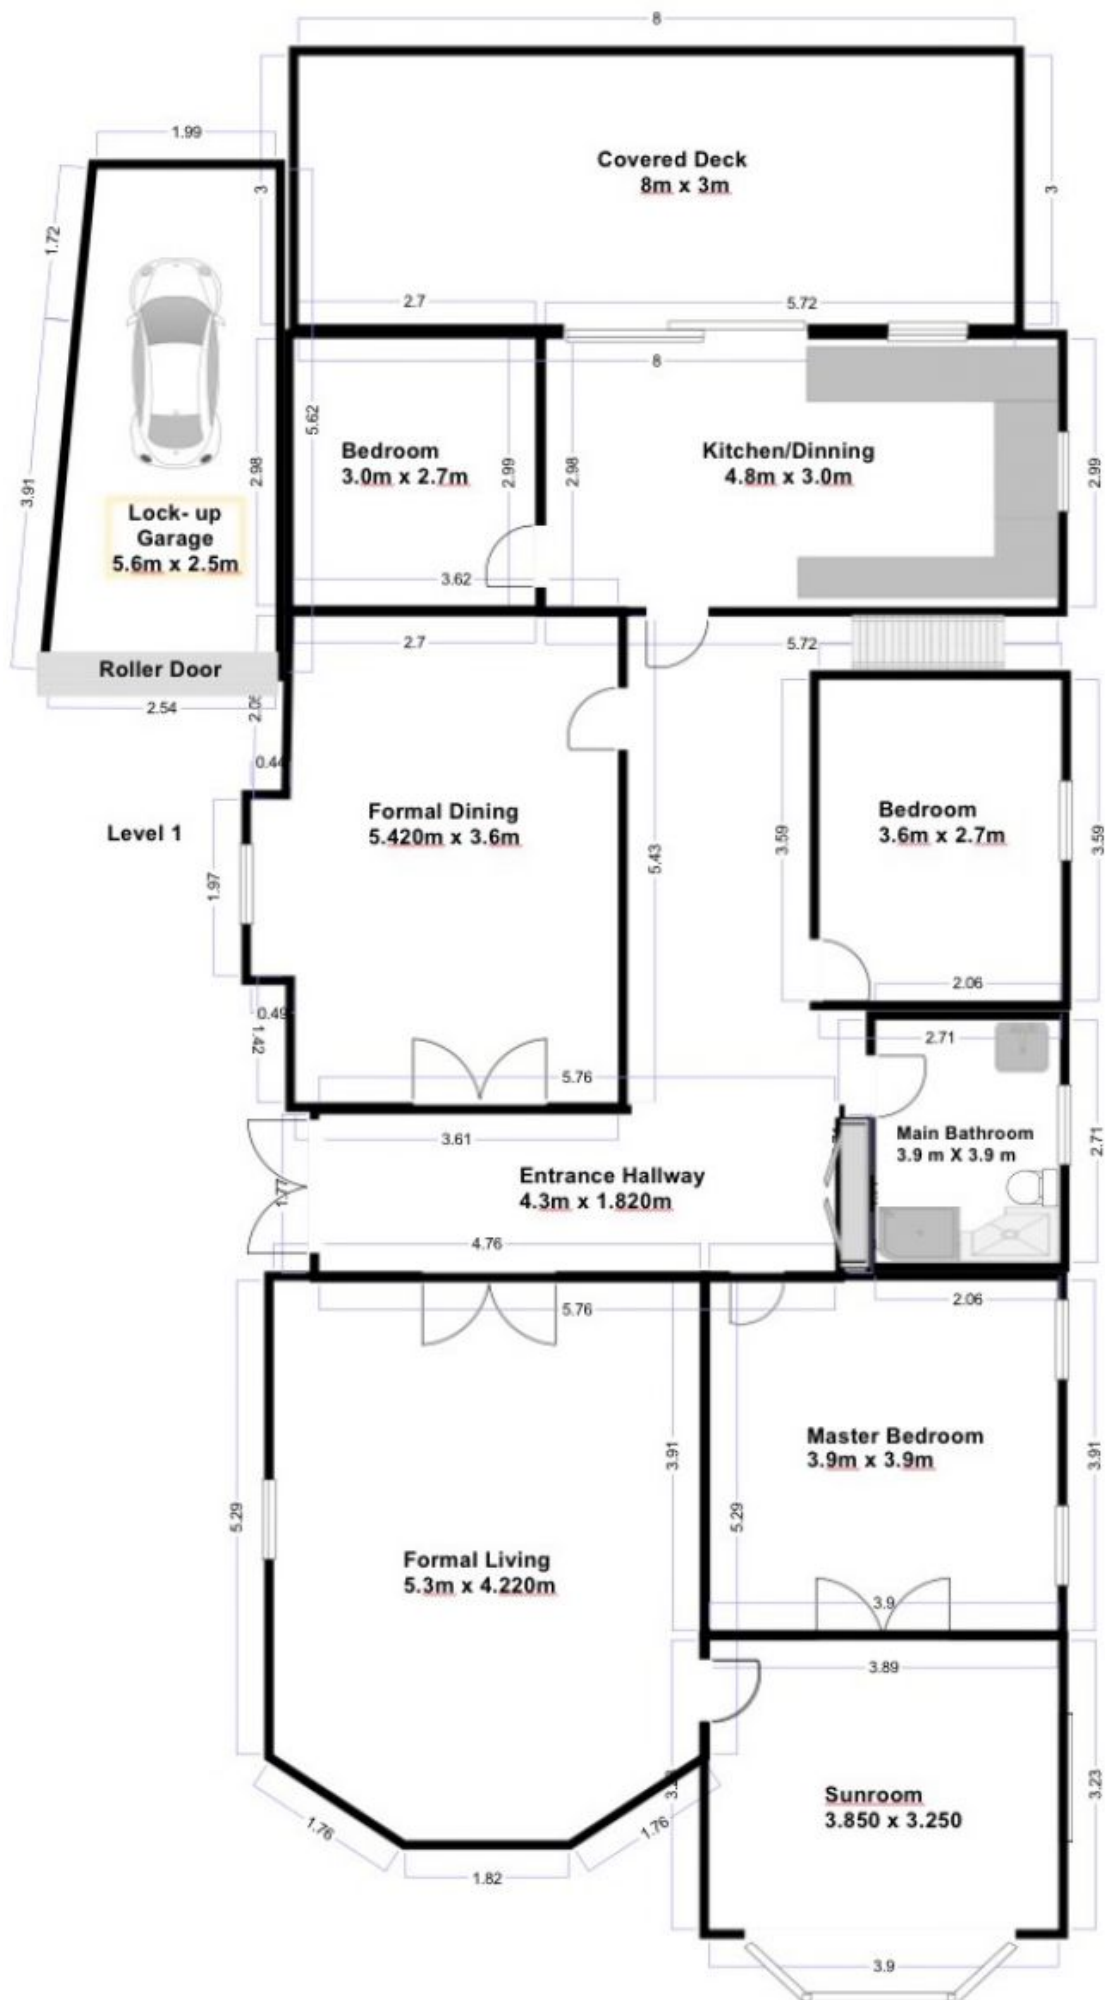 8
1.99
Covered Deck
8m x 3m
3
3
1.72
2.7
5.72
8
5.62
Bedroom
3.0m x 2.7m
2.98
2.99
2.98
Kitchen/Dinning
4.8m x 3.0m
2.99
3.91
Lock- up
Garage
5.6m x 2.5m
3.62
2.7
5.72
Roller Door
2.54
0.44
Level 1
Formal Dining
5.420m x 3.6m
Bedroom
3.6m x 2.7m
3.59
3.59
5.43
1.97
2.06
0.49
1.42
2.71
5.76
3.61
Main Bathroom
3.9 m X 3.9 m
2.71
Entrance Hallway
4.3m x 1.820m
4.76
5.76
2.06
Master Bedroom
3.9m x 3.9m
3.91
3.91
5.29
5.29
Formal Living
5.3m x 4.220m
3.9
3.89
Sunroom
3.850 x 3.250
3.23
1.76
1.76
1.82
3.9